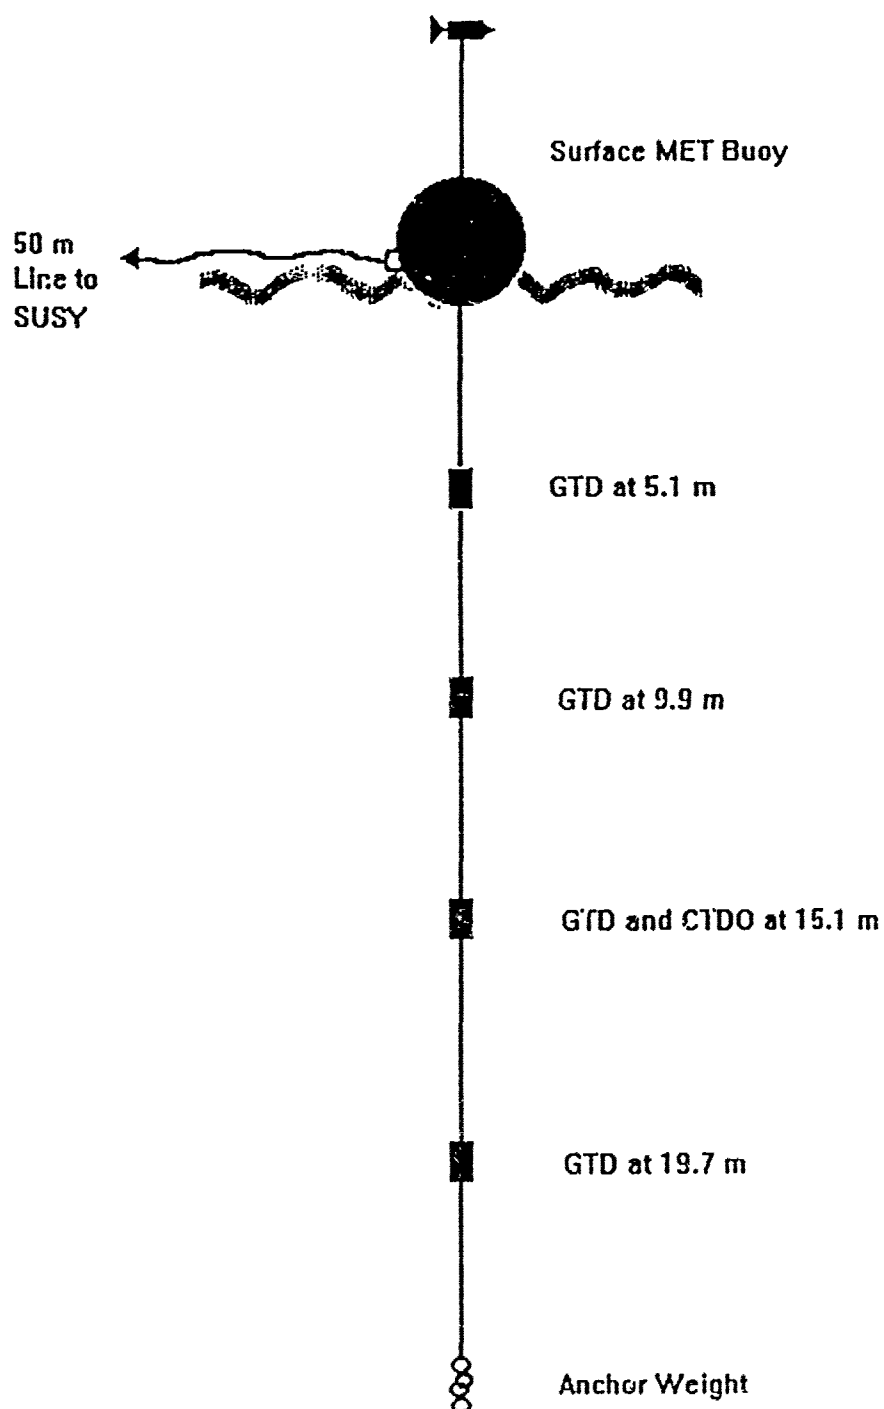 Surface MET Buoy
50 m
Line to
SUSY
GTD at 5.1 m
GTD at 9.9 m
GTD and CTDO at 15.1 m
GTD at 19.7 m
Anchor Weight